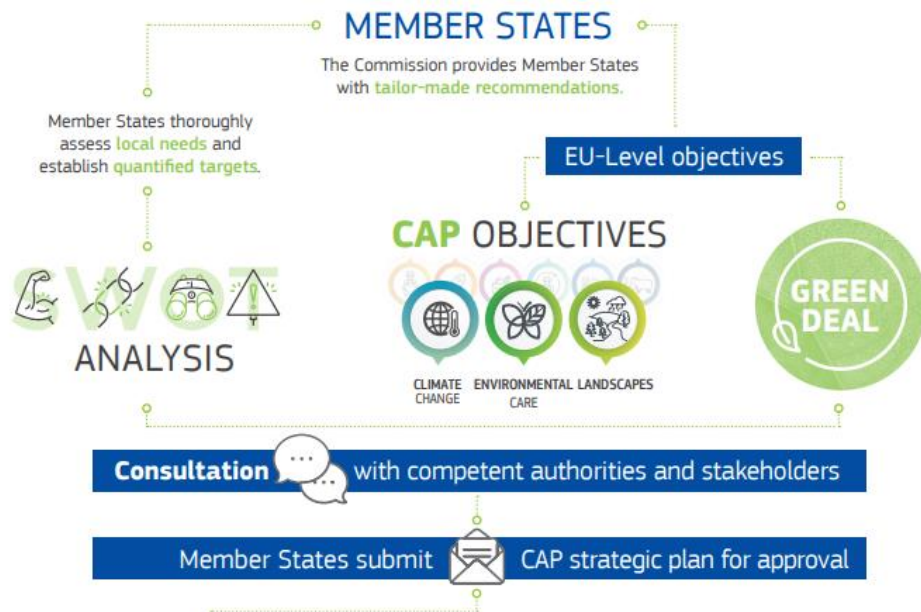 MEMBER STATES
The Commission provides Member States
with tailor-made recommendations.
Member States thoroughly
assess local needs and
establish quantified targets.
EU-Level objectives
CAP OBJECTIVES
SWOT
ANALYSIS
GREEN
DEAL
CLIMATE
CHANGE
ENVIRONMENTAL
CARE
LANDSCAPES
Consultation with competent authorities and stakeholders
Member States submit CAP strategic plan for approval